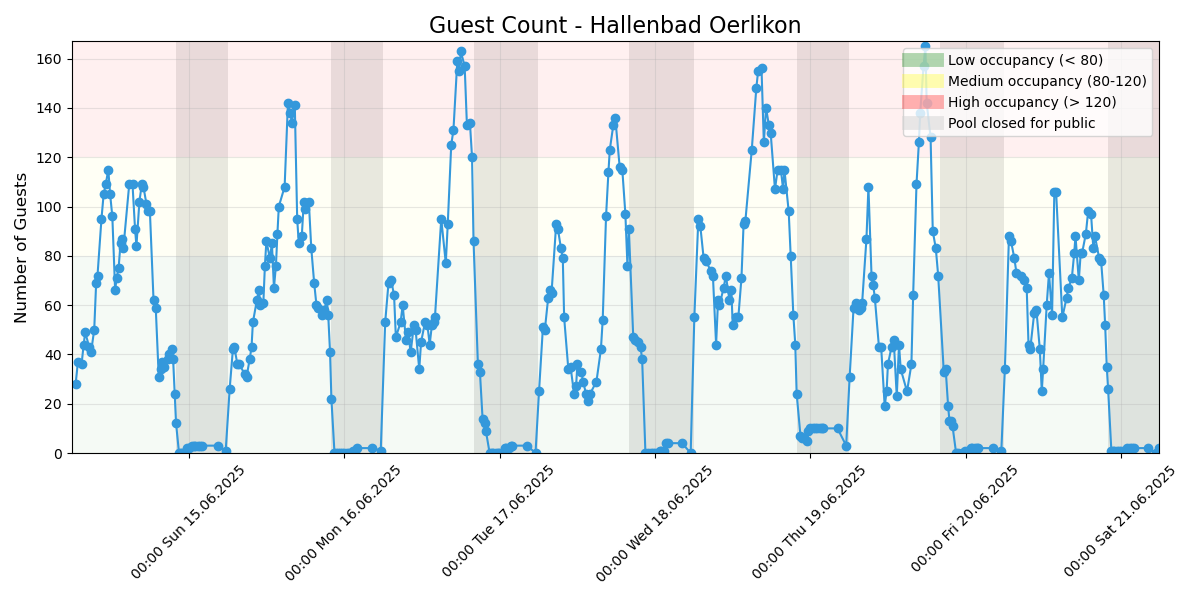 Guest Count - Hallenbad Oerlikon
Number of Guests
160
140
120
100
80
60
40
20
0
Low occupancy (< 80)
Medium occupancy (80-120)
High occupancy (> 120)
Pool closed for public
00:00 Sun 15.06.2025
00:00 Mon 16.06.2025
00:00 Tue 17.06.2025
00:00 Wed 18.06.2025
00:00 Thu 19.06.2025
00:00 Fri 20.06.2025
00:00 Sat 21.06.2025